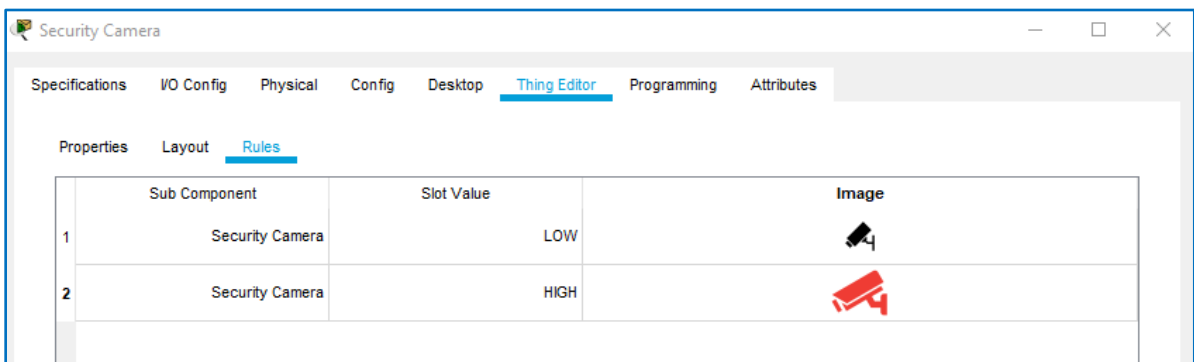 Security Camera
Specifications I/O Config Physical Config Desktop Thing Editor Programming Attributes
Properties Layout Rules
Sub Component Slot Value Image
1 Security Camera LOW
2 Security Camera HIGH